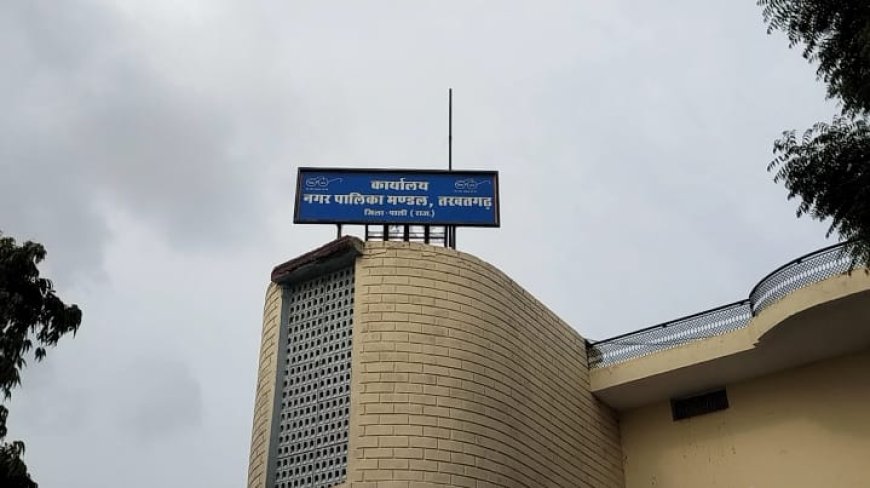 कार्यालय
नगर पालिका मण्डल, तखतगढ़
जिला-पाली (राज.)